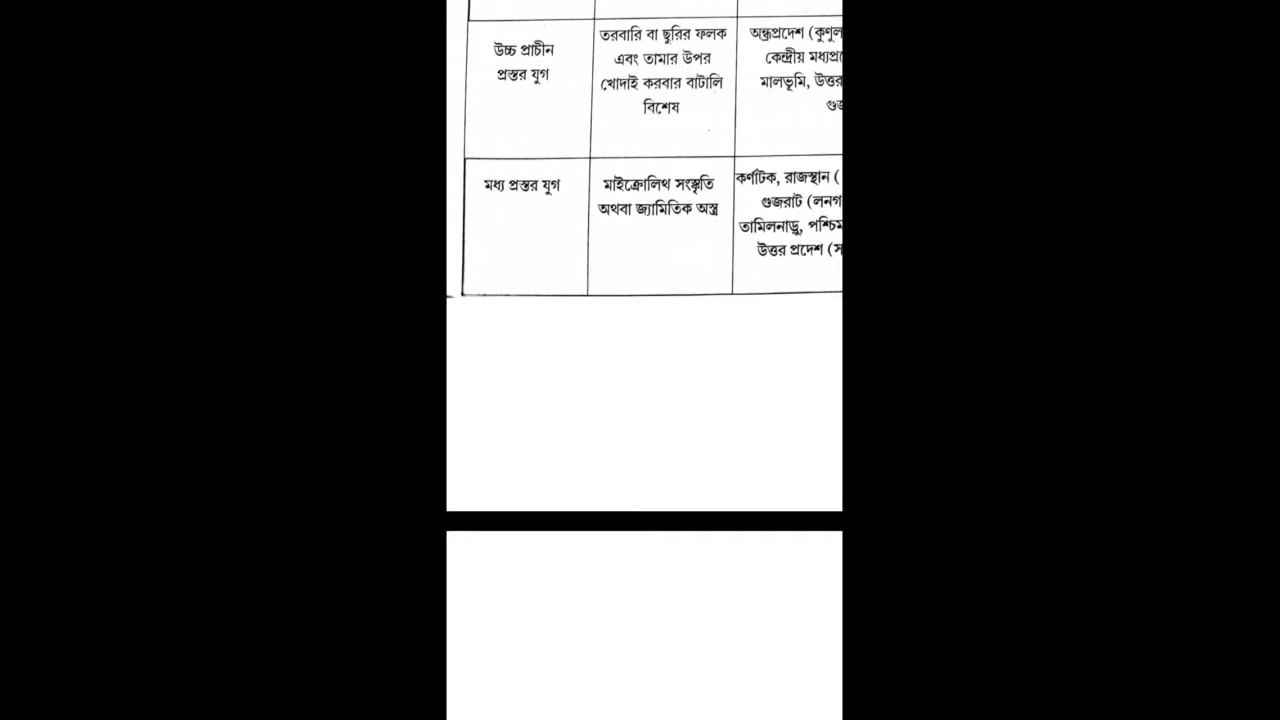 উচ্চ প্রাচীন
প্রস্তর যুগ
তরবারি বা ছুরির ফলক
এবং তামার উপর
খোদাই করবার বাটালি
বিশেষ
অন্ধ্রপ্রদেশ (কুণুল
কেন্দ্রীয় মধ্যপ্র
মালভূমি, উত্তর
গুজ
মধ্য প্রস্তর যুগ
মাইক্রোলিথ সংস্কৃতি
অথবা জ্যামিতিক অস্ত্র
কর্ণাটক, রাজস্থান (
গুজরাট (লনগ
তামিলনাড়ু, পশ্চিম
উত্তর প্রদেশ (স